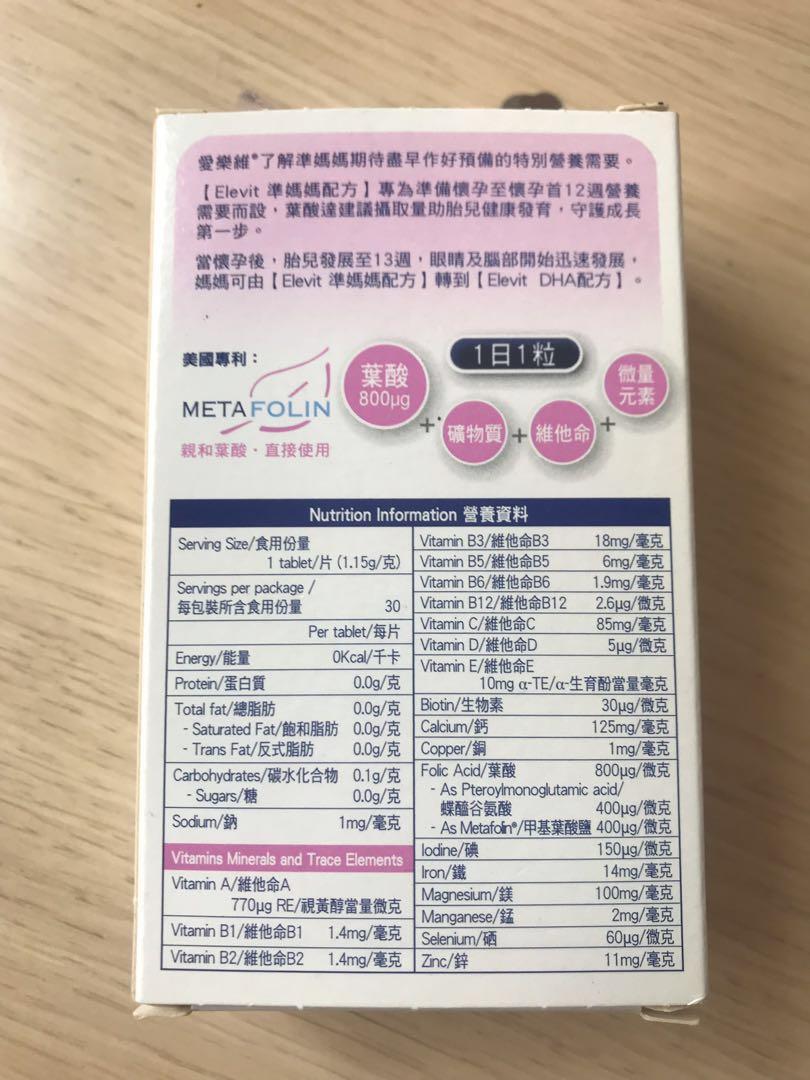 愛樂維®了解準媽媽期待盡早作好預備的特別營養需要。
【Elevit 準媽媽配方】專為準備懷孕至懷孕首12週營養
需要而設，葉酸達建議攝取量助胎兒健康發育，守護成長
第一步。
當懷孕後，胎兒發展至13週，眼睛及腦部開始迅速發展，
媽媽可由【Elevit 準媽媽配方】轉到【Elevit DHA配方】。
美國專利：
METAFOLIN
親和葉酸・直接使用
葉酸
800µg
1日1粒
+
礦物質
+
維他命
+
微量
元素
Nutrition Information 營養資料
Serving Size/食用份量
1 tablet/片 (1.15g/克)
Servings per package /
每包裝所含食用份量 30
Per tablet/每片
Energy/能量 0Kcal/千卡
Protein/蛋白質 0.0g/克
Total fat/總脂肪 0.0g/克
- Saturated Fat/飽和脂肪 0.0g/克
- Trans Fat/反式脂肪 0.0g/克
Carbohydrates/碳水化合物 0.1g/克
- Sugars/糖 0.0g/克
Sodium/鈉 1mg/毫克
Vitamins Minerals and Trace Elements
Vitamin A/維他命A
770µg RE/視黃醇當量微克
Vitamin B1/維他命B1 1.4mg/毫克
Vitamin B2/維他命B2 1.4mg/毫克
Vitamin B3/維他命B3 18mg/毫克
Vitamin B5/維他命B5 6mg/毫克
Vitamin B6/維他命B6 1.9mg/毫克
Vitamin B12/維他命B12 2.6µg/微克
Vitamin C/維他命C 85mg/毫克
Vitamin D/維他命D 5µg/微克
Vitamin E/維他命E
10mg α-TE/α-生育酚當量毫克
Biotin/生物素 30µg/微克
Calcium/鈣 125mg/毫克
Copper/銅 1mg/毫克
Folic Acid/葉酸 800µg/微克
- As Pteroylmonoglutamic acid/
蝶醯谷氨酸 400µg/微克
- As Metafolin®/甲基葉酸鹽 400µg/微克
Iodine/碘 150µg/微克
Iron/鐵 14mg/毫克
Magnesium/鎂 100mg/毫克
Manganese/錳 2mg/毫克
Selenium/硒 60µg/微克
Zinc/鋅 11mg/毫克